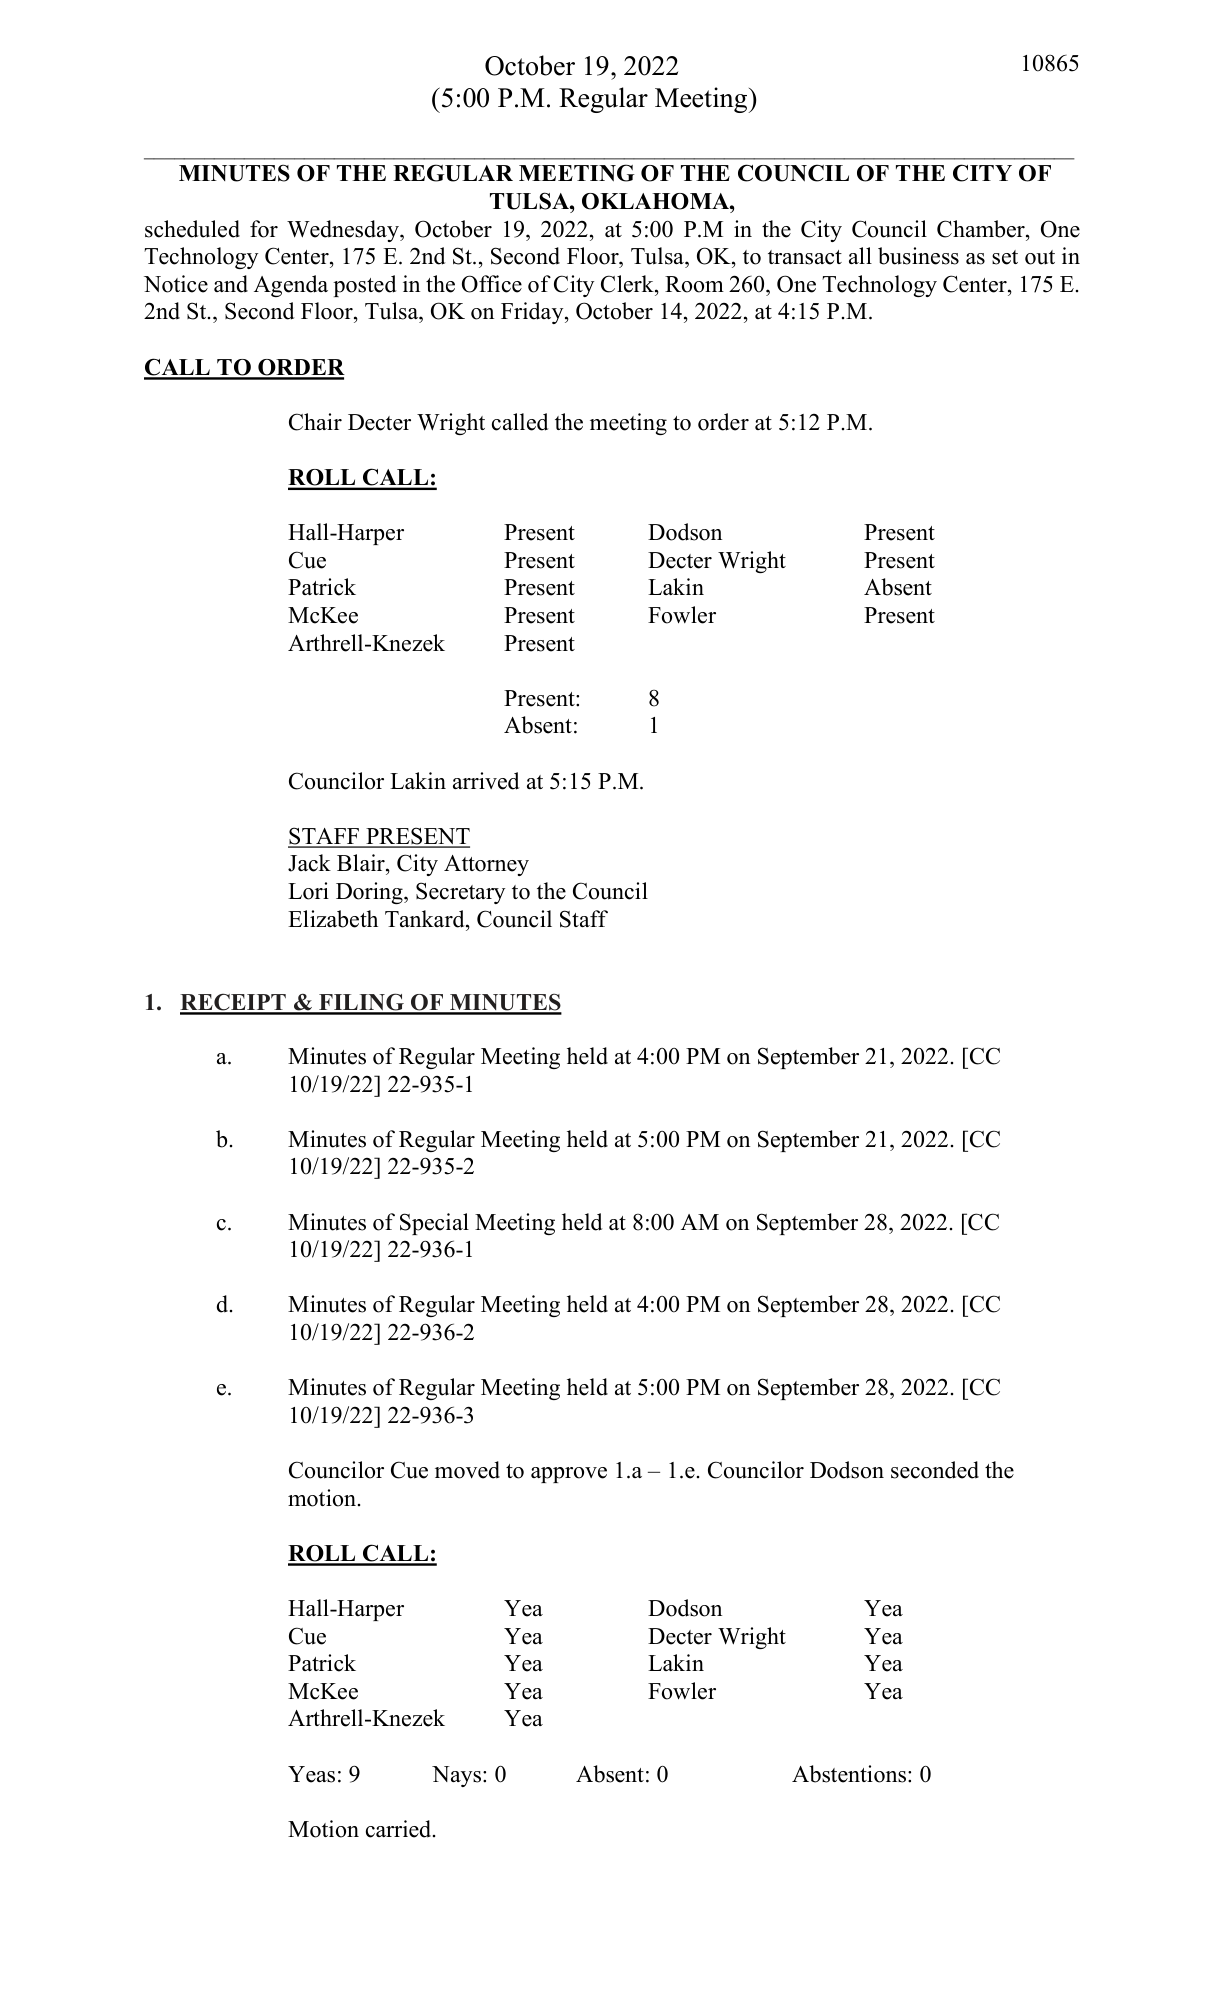 October 19, 2022 10865
(5:00 P.M. Regular Meeting)
MINUTES OF THE REGULAR MEETING OF THE COUNCIL OF THE CITY OF
TULSA, OKLAHOMA,
scheduled for Wednesday, October 19, 2022, at 5:00 P.M in the City Council Chamber, One
Technology Center, 175 E. 2nd St., Second Floor, Tulsa, OK, to transact all business as set out in
Notice and Agenda posted in the Office of City Clerk, Room 260, One Technology Center, 175 E.
2nd St., Second Floor, Tulsa, OK on Friday, October 14, 2022, at 4:15 P.M.
CALL TO ORDER
Chair Decter Wright called the meeting to order at 5:12 P.M.
ROLL CALL:
Hall-Harper Present Dodson Present
Cue Present Decter Wright Present
Patrick Present Lakin Absent
McKee Present Fowler Present
Arthrell-Knezek Present
Present: 8
Absent: 1
Councilor Lakin arrived at 5:15 P.M.
STAFF PRESENT
Jack Blair, City Attorney
Lori Doring, Secretary to the Council
Elizabeth Tankard, Council Staff
1. RECEIPT & FILING OF MINUTES
a. Minutes of Regular Meeting held at 4:00 PM on September 21, 2022. [CC
10/19/22] 22-935-1
b. Minutes of Regular Meeting held at 5:00 PM on September 21, 2022. [CC
10/19/22] 22-935-2
c. Minutes of Special Meeting held at 8:00 AM on September 28, 2022. [CC
10/19/22] 22-936-1
d. Minutes of Regular Meeting held at 4:00 PM on September 28, 2022. [CC
10/19/22] 22-936-2
e. Minutes of Regular Meeting held at 5:00 PM on September 28, 2022. [CC
10/19/22] 22-936-3
Councilor Cue moved to approve 1.a – 1.e. Councilor Dodson seconded the
motion.
ROLL CALL:
Hall-Harper Yea Dodson Yea
Cue Yea Decter Wright Yea
Patrick Yea Lakin Yea
McKee Yea Fowler Yea
Arthrell-Knezek Yea
Yeas: 9 Nays: 0 Absent: 0 Abstentions: 0
Motion carried.